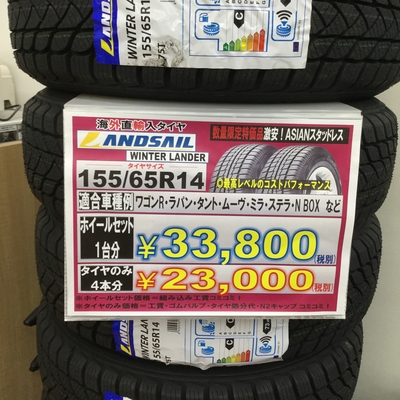 WINTER LANDER
155/65R14
75T
海外直輸入タイヤ
数量限定特価品激安!ASIANスタッドレス
LANDSAIL
WINTER LANDER
タイヤサイズ
155/65R14
◎最高レベルのコストパフォーマンス
適合車種例 ワゴンR・ラパン・タント・ムーヴ・ミラ・ステラ・N BOX など
ホイールセット
1台分
¥33,800(税別)
タイヤのみ
4本分
¥23,000(税別)
※ホイールセット価格=組み込み工賃コミコミ!
※タイヤのみ価格=工賃・ゴムバルブ・タイヤ処分代・N2キャップ コミコミ!
LANDSAIL
WINTER LANDER
155/65R14
75T